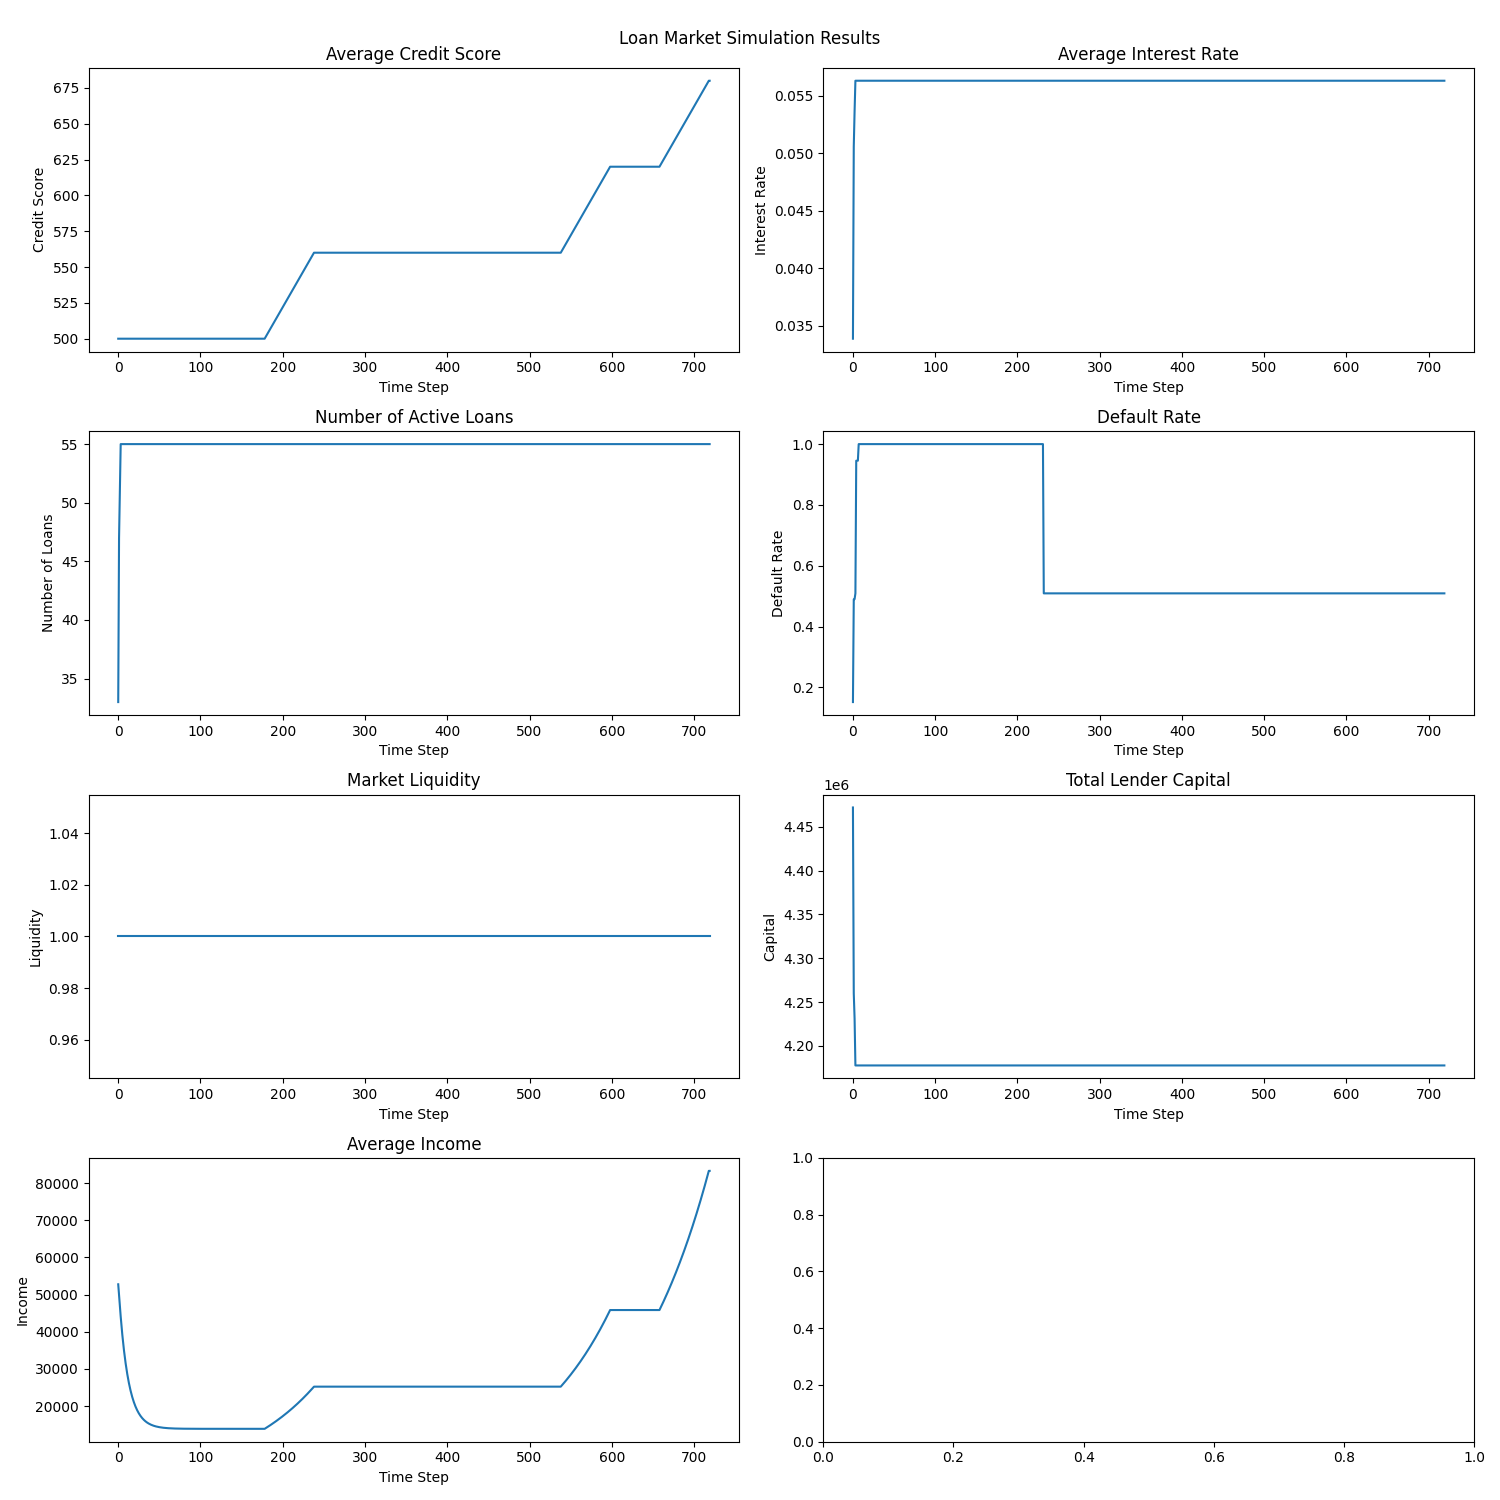 Loan Market Simulation Results
Average Credit Score
675
650
625
600
575
550
525
500
Credit Score
0 100 200 300 400 500 600 700
Time Step
Average Interest Rate
0.055
0.050
0.045
0.040
0.035
Interest Rate
0 100 200 300 400 500 600 700
Time Step
Number of Active Loans
55
50
45
40
35
Number of Loans
0 100 200 300 400 500 600 700
Time Step
Default Rate
1.0
0.8
0.6
0.4
0.2
Default Rate
0 100 200 300 400 500 600 700
Time Step
Market Liquidity
1.04
1.02
1.00
0.98
0.96
Liquidity
0 100 200 300 400 500 600 700
Time Step
Total Lender Capital
1e6
4.45
4.40
4.35
4.30
4.25
4.20
Capital
0 100 200 300 400 500 600 700
Time Step
Average Income
80000
70000
60000
50000
40000
30000
20000
Income
0 100 200 300 400 500 600 700
Time Step
1.0
0.8
0.6
0.4
0.2
0.0
0.0 0.2 0.4 0.6 0.8 1.0